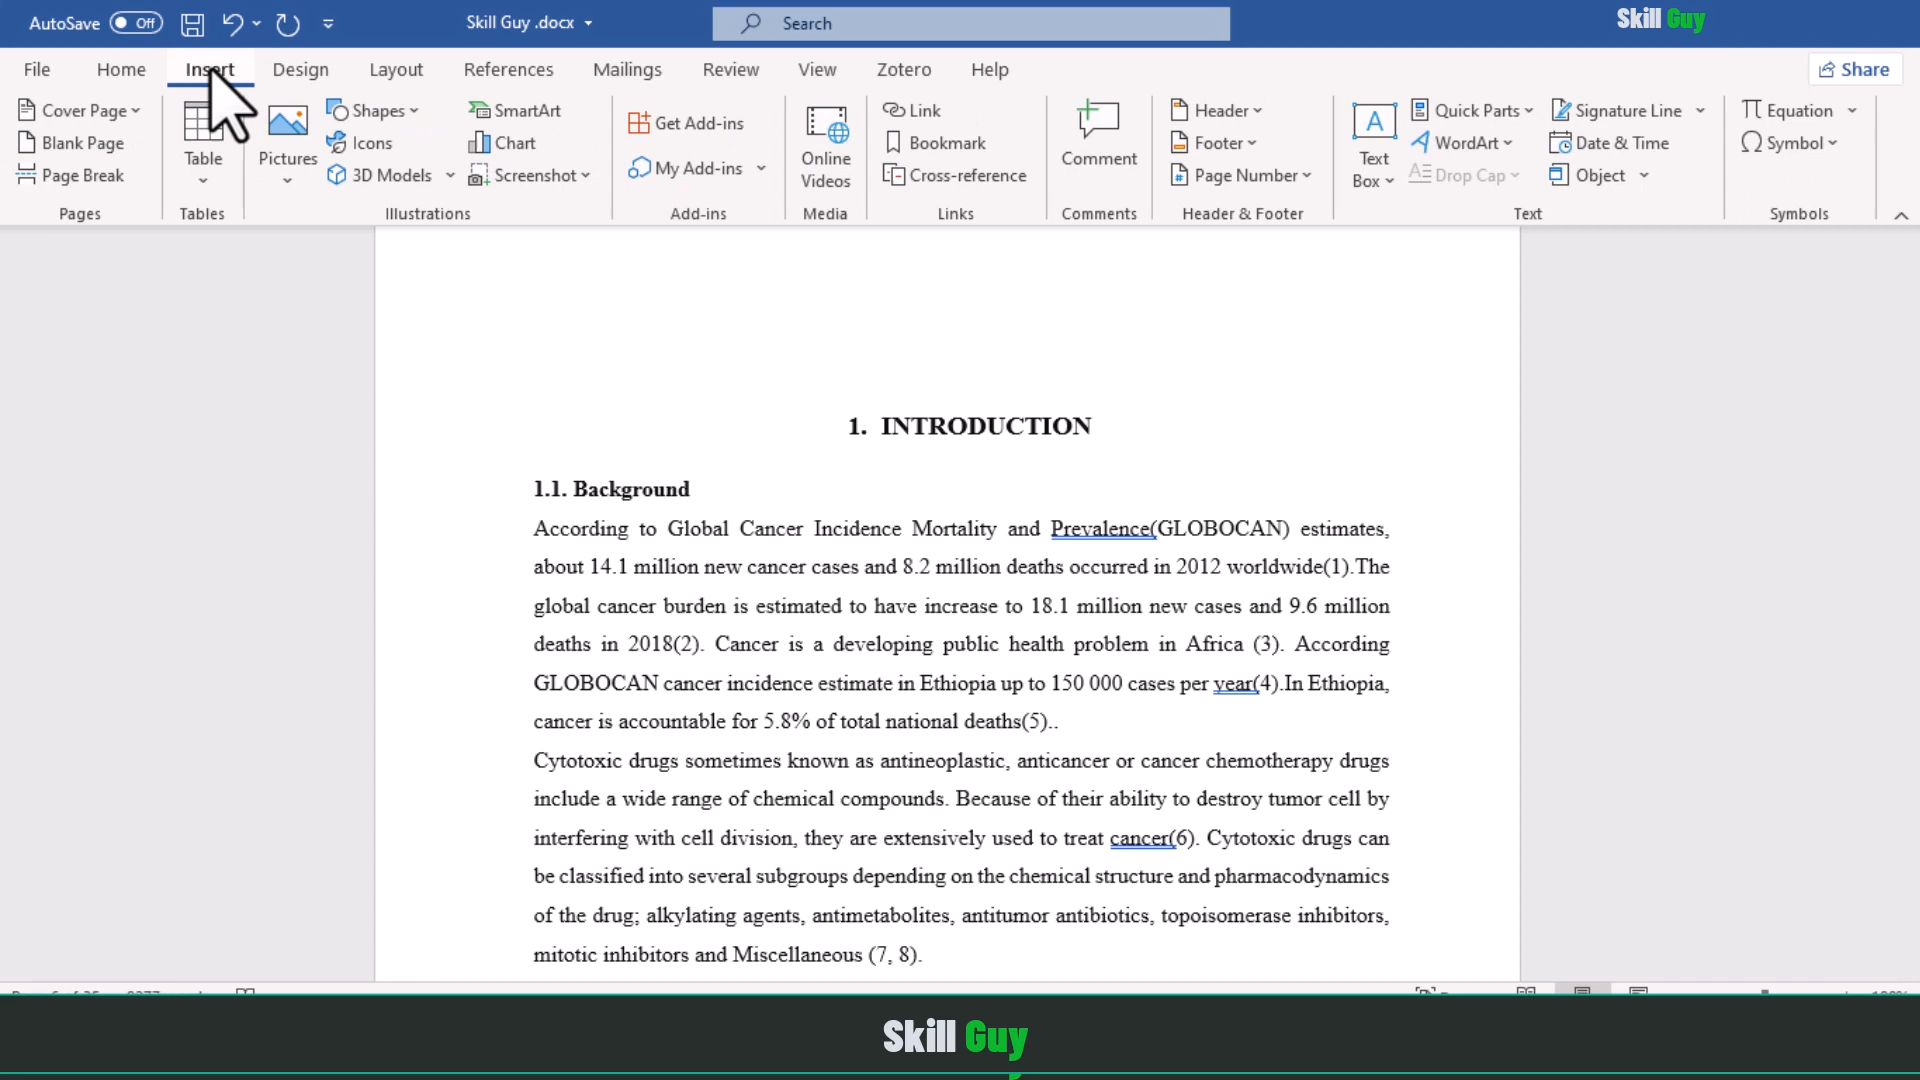 AutoSave Off Skill Guy .docx Search Skill Guy
File Home Insert Design Layout References Mailings Review View Zotero Help Share
Cover Page
Blank Page
Page Break
Pages
Table
Tables
Pictures
Shapes
Icons
3D Models
SmartArt
Chart
Screenshot
Illustrations
Get Add-ins
My Add-ins
Add-ins
Online
Videos
Media
Link
Bookmark
Cross-reference
Links
Comment
Comments
Header
Footer
Page Number
Header & Footer
Text
Box
Quick Parts
WordArt
Drop Cap
Signature Line
Date & Time
Object
Text
Equation
Symbol
Symbols
1. INTRODUCTION
1.1. Background
According to Global Cancer Incidence Mortality and Prevalence(GLOBOCAN) estimates,
about 14.1 million new cancer cases and 8.2 million deaths occurred in 2012 worldwide(1).The
global cancer burden is estimated to have increase to 18.1 million new cases and 9.6 million
deaths in 2018(2). Cancer is a developing public health problem in Africa (3). According
GLOBOCAN cancer incidence estimate in Ethiopia up to 150 000 cases per year(4).In Ethiopia,
cancer is accountable for 5.8% of total national deaths(5)..
Cytotoxic drugs sometimes known as antineoplastic, anticancer or cancer chemotherapy drugs
include a wide range of chemical compounds. Because of their ability to destroy tumor cell by
interfering with cell division, they are extensively used to treat cancer(6). Cytotoxic drugs can
be classified into several subgroups depending on the chemical structure and pharmacodynamics
of the drug; alkylating agents, antimetabolites, antitumor antibiotics, topoisomerase inhibitors,
mitotic inhibitors and Miscellaneous (7, 8).
Skill Guy